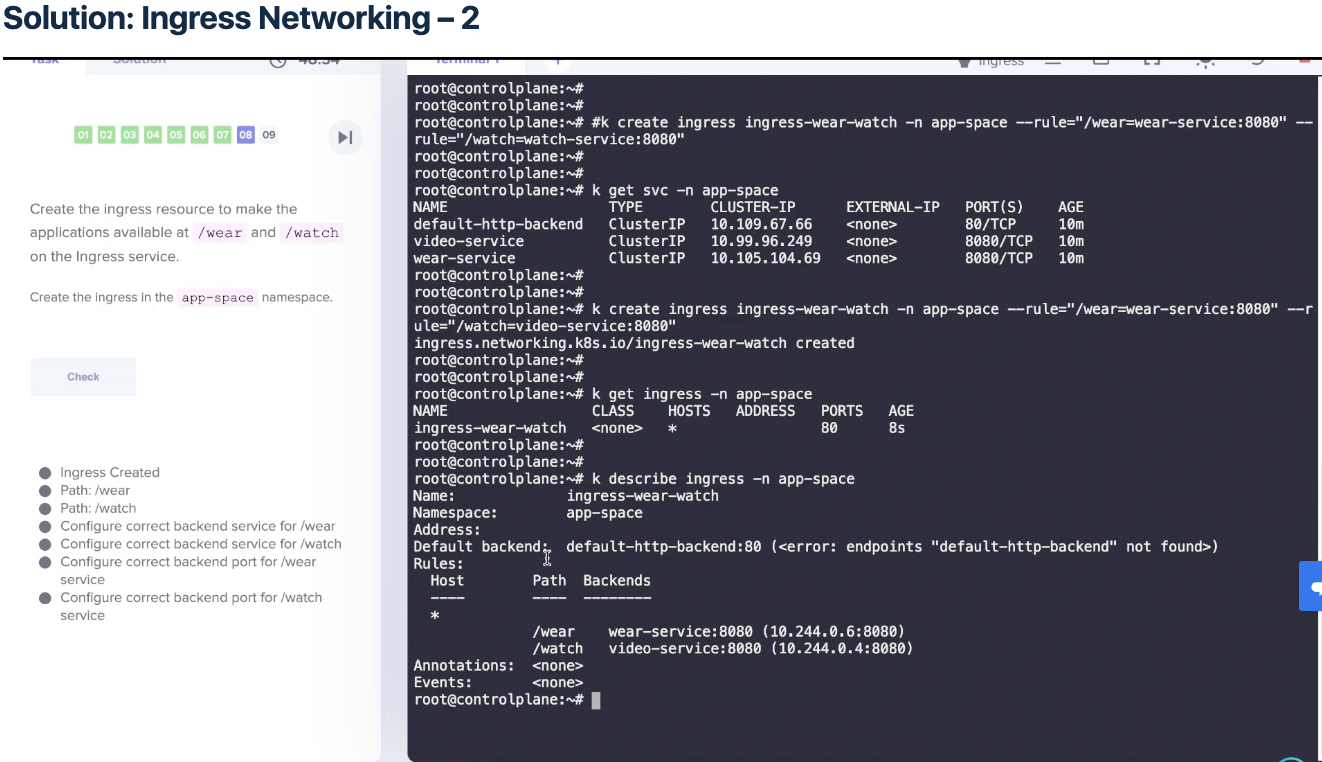 Solution: Ingress Networking – 2
Task
Solution
48:34
Terminal 1
+
Ingress
01 02 03 04 05 06 07 08 09
Create the ingress resource to make the
applications available at /wear and /watch
on the Ingress service.
Create the ingress in the app-space namespace.
Check
Ingress Created
Path: /wear
Path: /watch
Configure correct backend service for /wear
Configure correct backend service for /watch
Configure correct backend port for /wear
service
Configure correct backend port for /watch
service
root@controlplane:~#
root@controlplane:~#
root@controlplane:~# #k create ingress ingress-wear-watch -n app-space --rule="/wear=wear-service:8080" --
rule="/watch=watch-service:8080"
root@controlplane:~#
root@controlplane:~#
root@controlplane:~# k get svc -n app-space
NAME TYPE CLUSTER-IP EXTERNAL-IP PORT(S) AGE
default-http-backend ClusterIP 10.109.67.66 <none> 80/TCP 10m
video-service ClusterIP 10.99.96.249 <none> 8080/TCP 10m
wear-service ClusterIP 10.105.104.69 <none> 8080/TCP 10m
root@controlplane:~#
root@controlplane:~#
root@controlplane:~# k create ingress ingress-wear-watch -n app-space --rule="/wear=wear-service:8080" --r
ule="/watch=video-service:8080"
ingress.networking.k8s.io/ingress-wear-watch created
root@controlplane:~#
root@controlplane:~#
root@controlplane:~# k get ingress -n app-space
NAME CLASS HOSTS ADDRESS PORTS AGE
ingress-wear-watch <none> * 80 8s
root@controlplane:~#
root@controlplane:~#
root@controlplane:~# k describe ingress -n app-space
Name: ingress-wear-watch
Namespace: app-space
Address:
Default backend: default-http-backend:80 (<error: endpoints "default-http-backend" not found>)
Rules:
Host Path Backends
---- ---- --------
*
/wear wear-service:8080 (10.244.0.6:8080)
/watch video-service:8080 (10.244.0.4:8080)
Annotations: <none>
Events: <none>
root@controlplane:~#